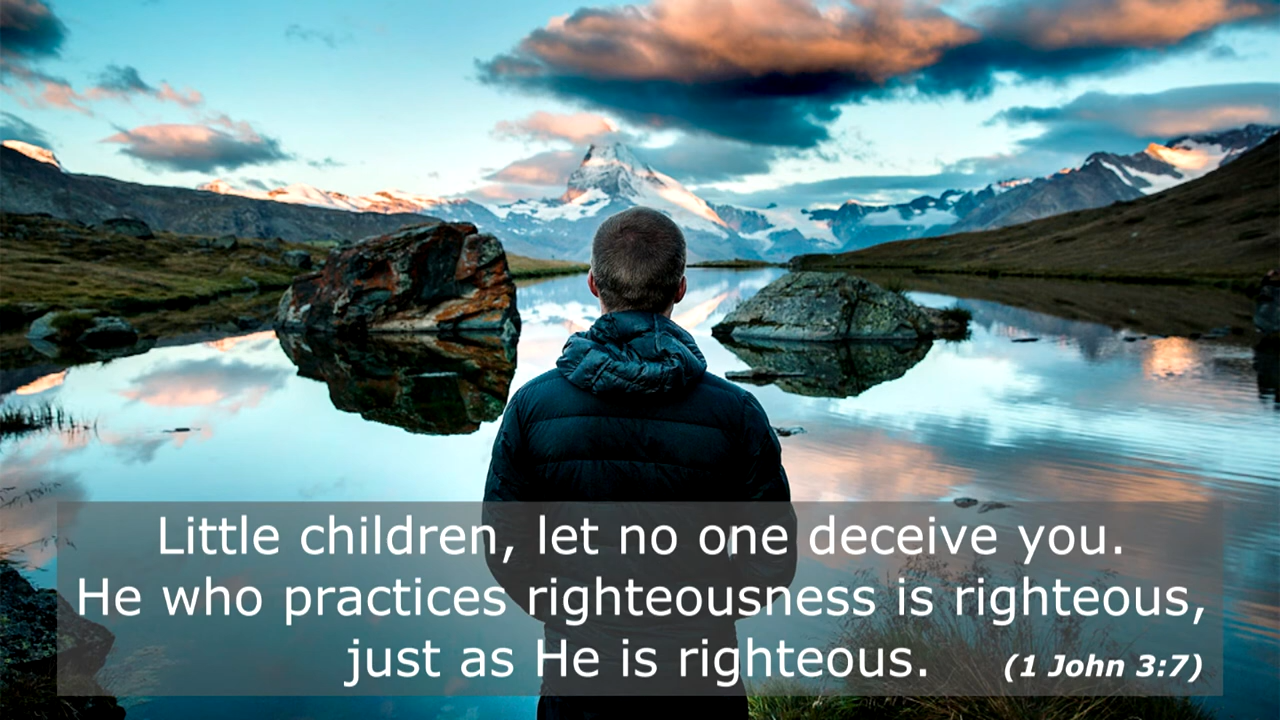 Little children, let no one deceive you.
He who practices righteousness is righteous,
just as He is righteous. (1 John 3:7)